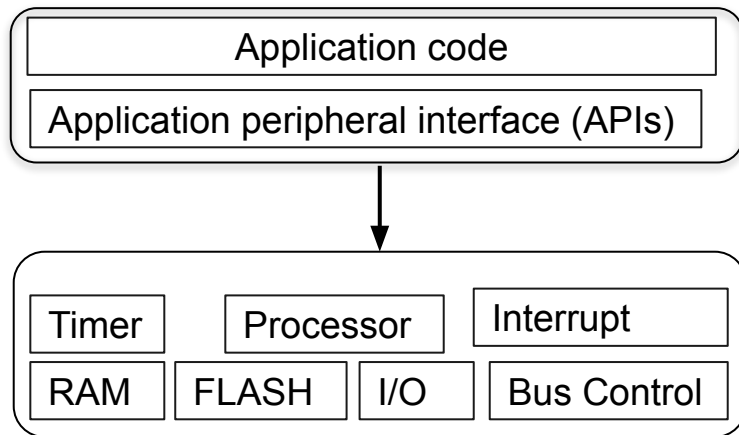 Application code
Application peripheral interface (APIs)
Timer
Processor
Interrupt
RAM
FLASH
I/O
Bus Control